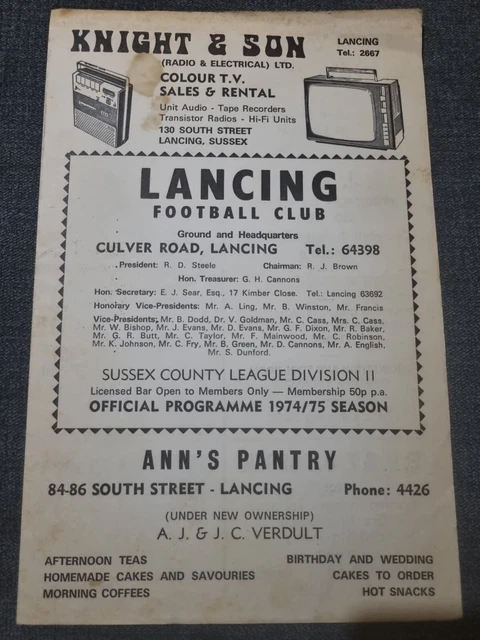 KNIGHT & SON
LANCING
Tel.: 2667
(RADIO & ELECTRICAL) LTD.
COLOUR T.V.
SALES & RENTAL
Unit Audio - Tape Recorders
Transistor Radios - Hi-Fi Units
130 SOUTH STREET
LANCING, SUSSEX
LANCING
FOOTBALL CLUB
Ground and Headquarters
CULVER ROAD, LANCING Tel.: 64398
President: R. D. Steele Chairman: R. J. Brown
Hon. Treasurer: G. H. Cannons
Hon. Secretary: E. J. Sear, Esq., 17 Kimber Close. Tel.: Lancing 63692
Honorary Vice-Presidents: Mr. A. Ling, Mr. B. Winston, Mr. Francis
Vice-Presidents: Mr. B. Dodd, Dr. V. Goldman, Mr. C. Cass, Mrs. C. Cass,
Mr. W. Bishop, Mr. J. Evans, Mr. D. Evans, Mr. G. F. Dixon, Mr. R. Baker,
Mr. G. R. Butt, Mr. C. Taylor, Mr. F. Mainwood, Mr. C. Robinson,
Mr. K. Johnson, Mr. C. Fry, Mr. B. Green, Mr. D. Cannons, Mr. A. English,
Mr. S. Dunford.
SUSSEX COUNTY LEAGUE DIVISION II
Licensed Bar Open to Members Only — Membership 50p p.a.
OFFICIAL PROGRAMME 1974/75 SEASON
ANN'S PANTRY
84-86 SOUTH STREET - LANCING Phone: 4426
(UNDER NEW OWNERSHIP)
A. J. & J. C. VERDULT
AFTERNOON TEAS BIRTHDAY AND WEDDING
HOMEMADE CAKES AND SAVOURIES CAKES TO ORDER
MORNING COFFEES HOT SNACKS